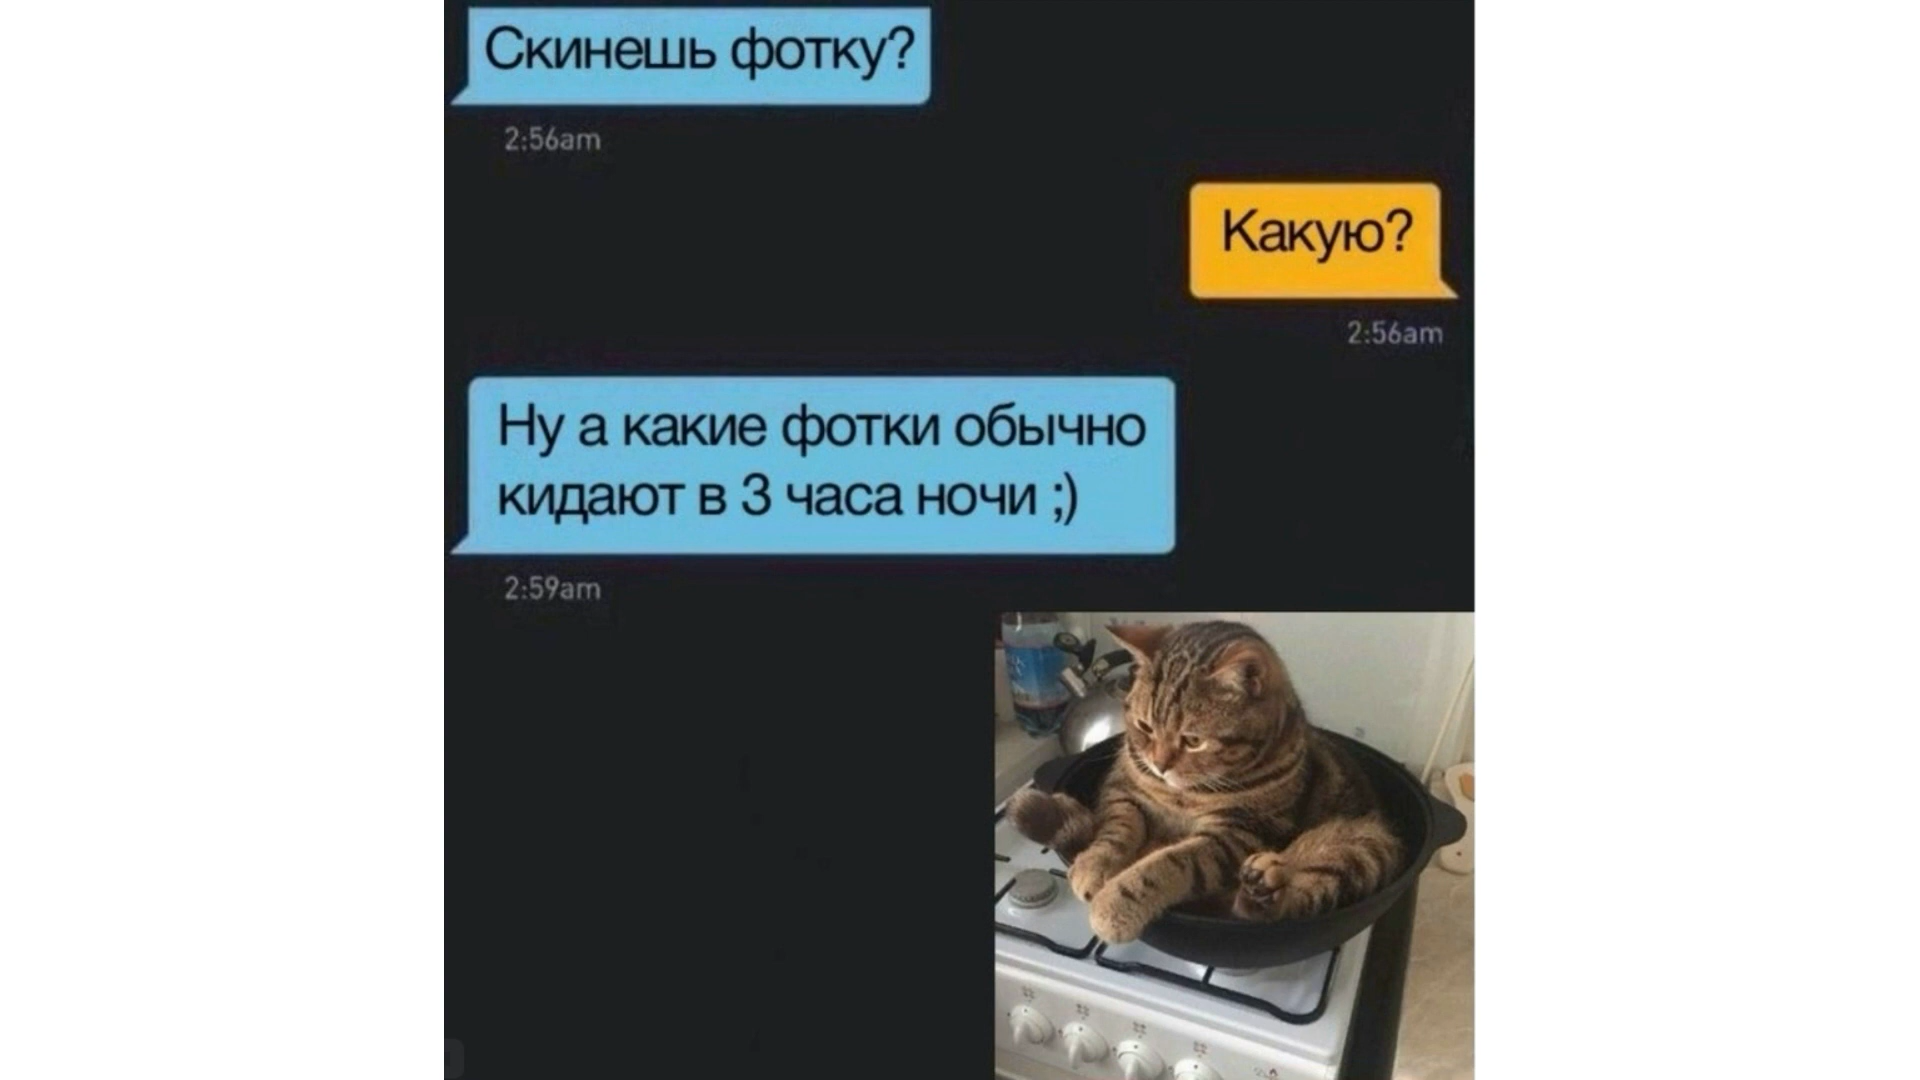 Скинешь фотку?
2:56am
Какую?
2:56am
Ну а какие фотки обычно
кидают в 3 часа ночи ;)
2:59am